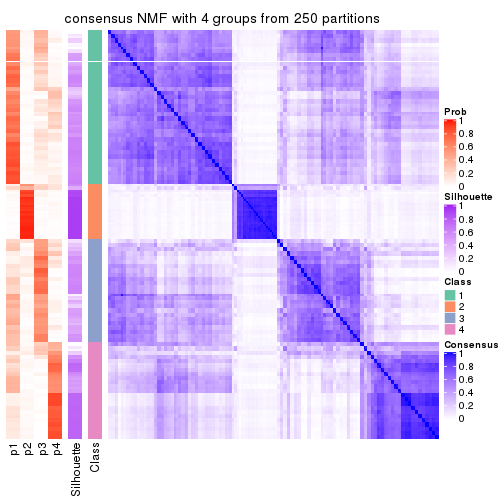 consensus NMF with 4 groups from 250 partitions
Prob
1
0.8
0.6
0.4
0.2
0
Silhouette
1
0.8
0.6
0.4
0.2
0
Class
1
2
3
4
Consensus
1
0.8
0.6
0.4
0.2
0
p1
p2
p3
p4
Silhouette
Class